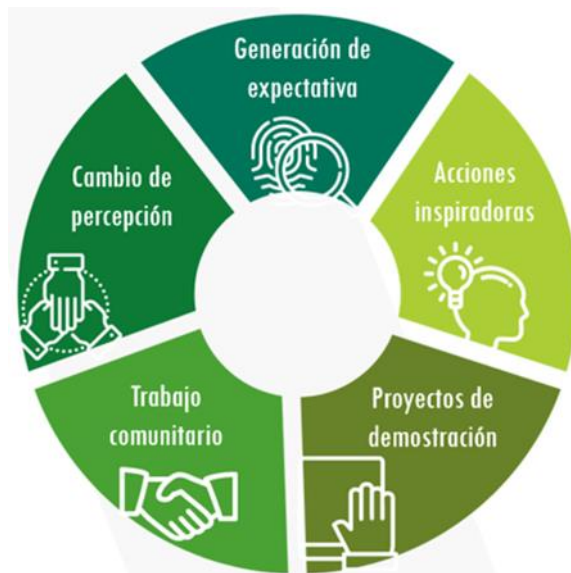 Generación de
expectativa
Acciones
inspiradoras
Proyectos de
demostración
Trabajo
comunitario
Cambio de
percepción